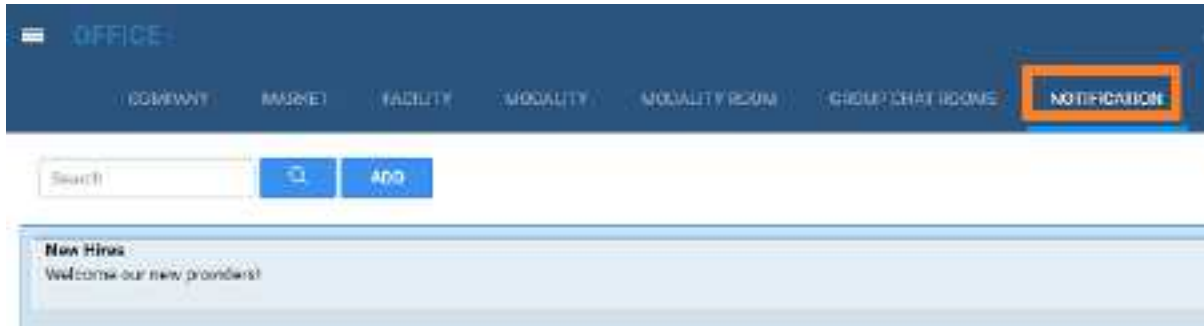 OFFICE
COMPANY MARKET FACILITY MODALITY MODALITY ROOM GROUP CHAT ROOMS NOTIFICATION
Search ADD
New Hires
Welcome our new providers!